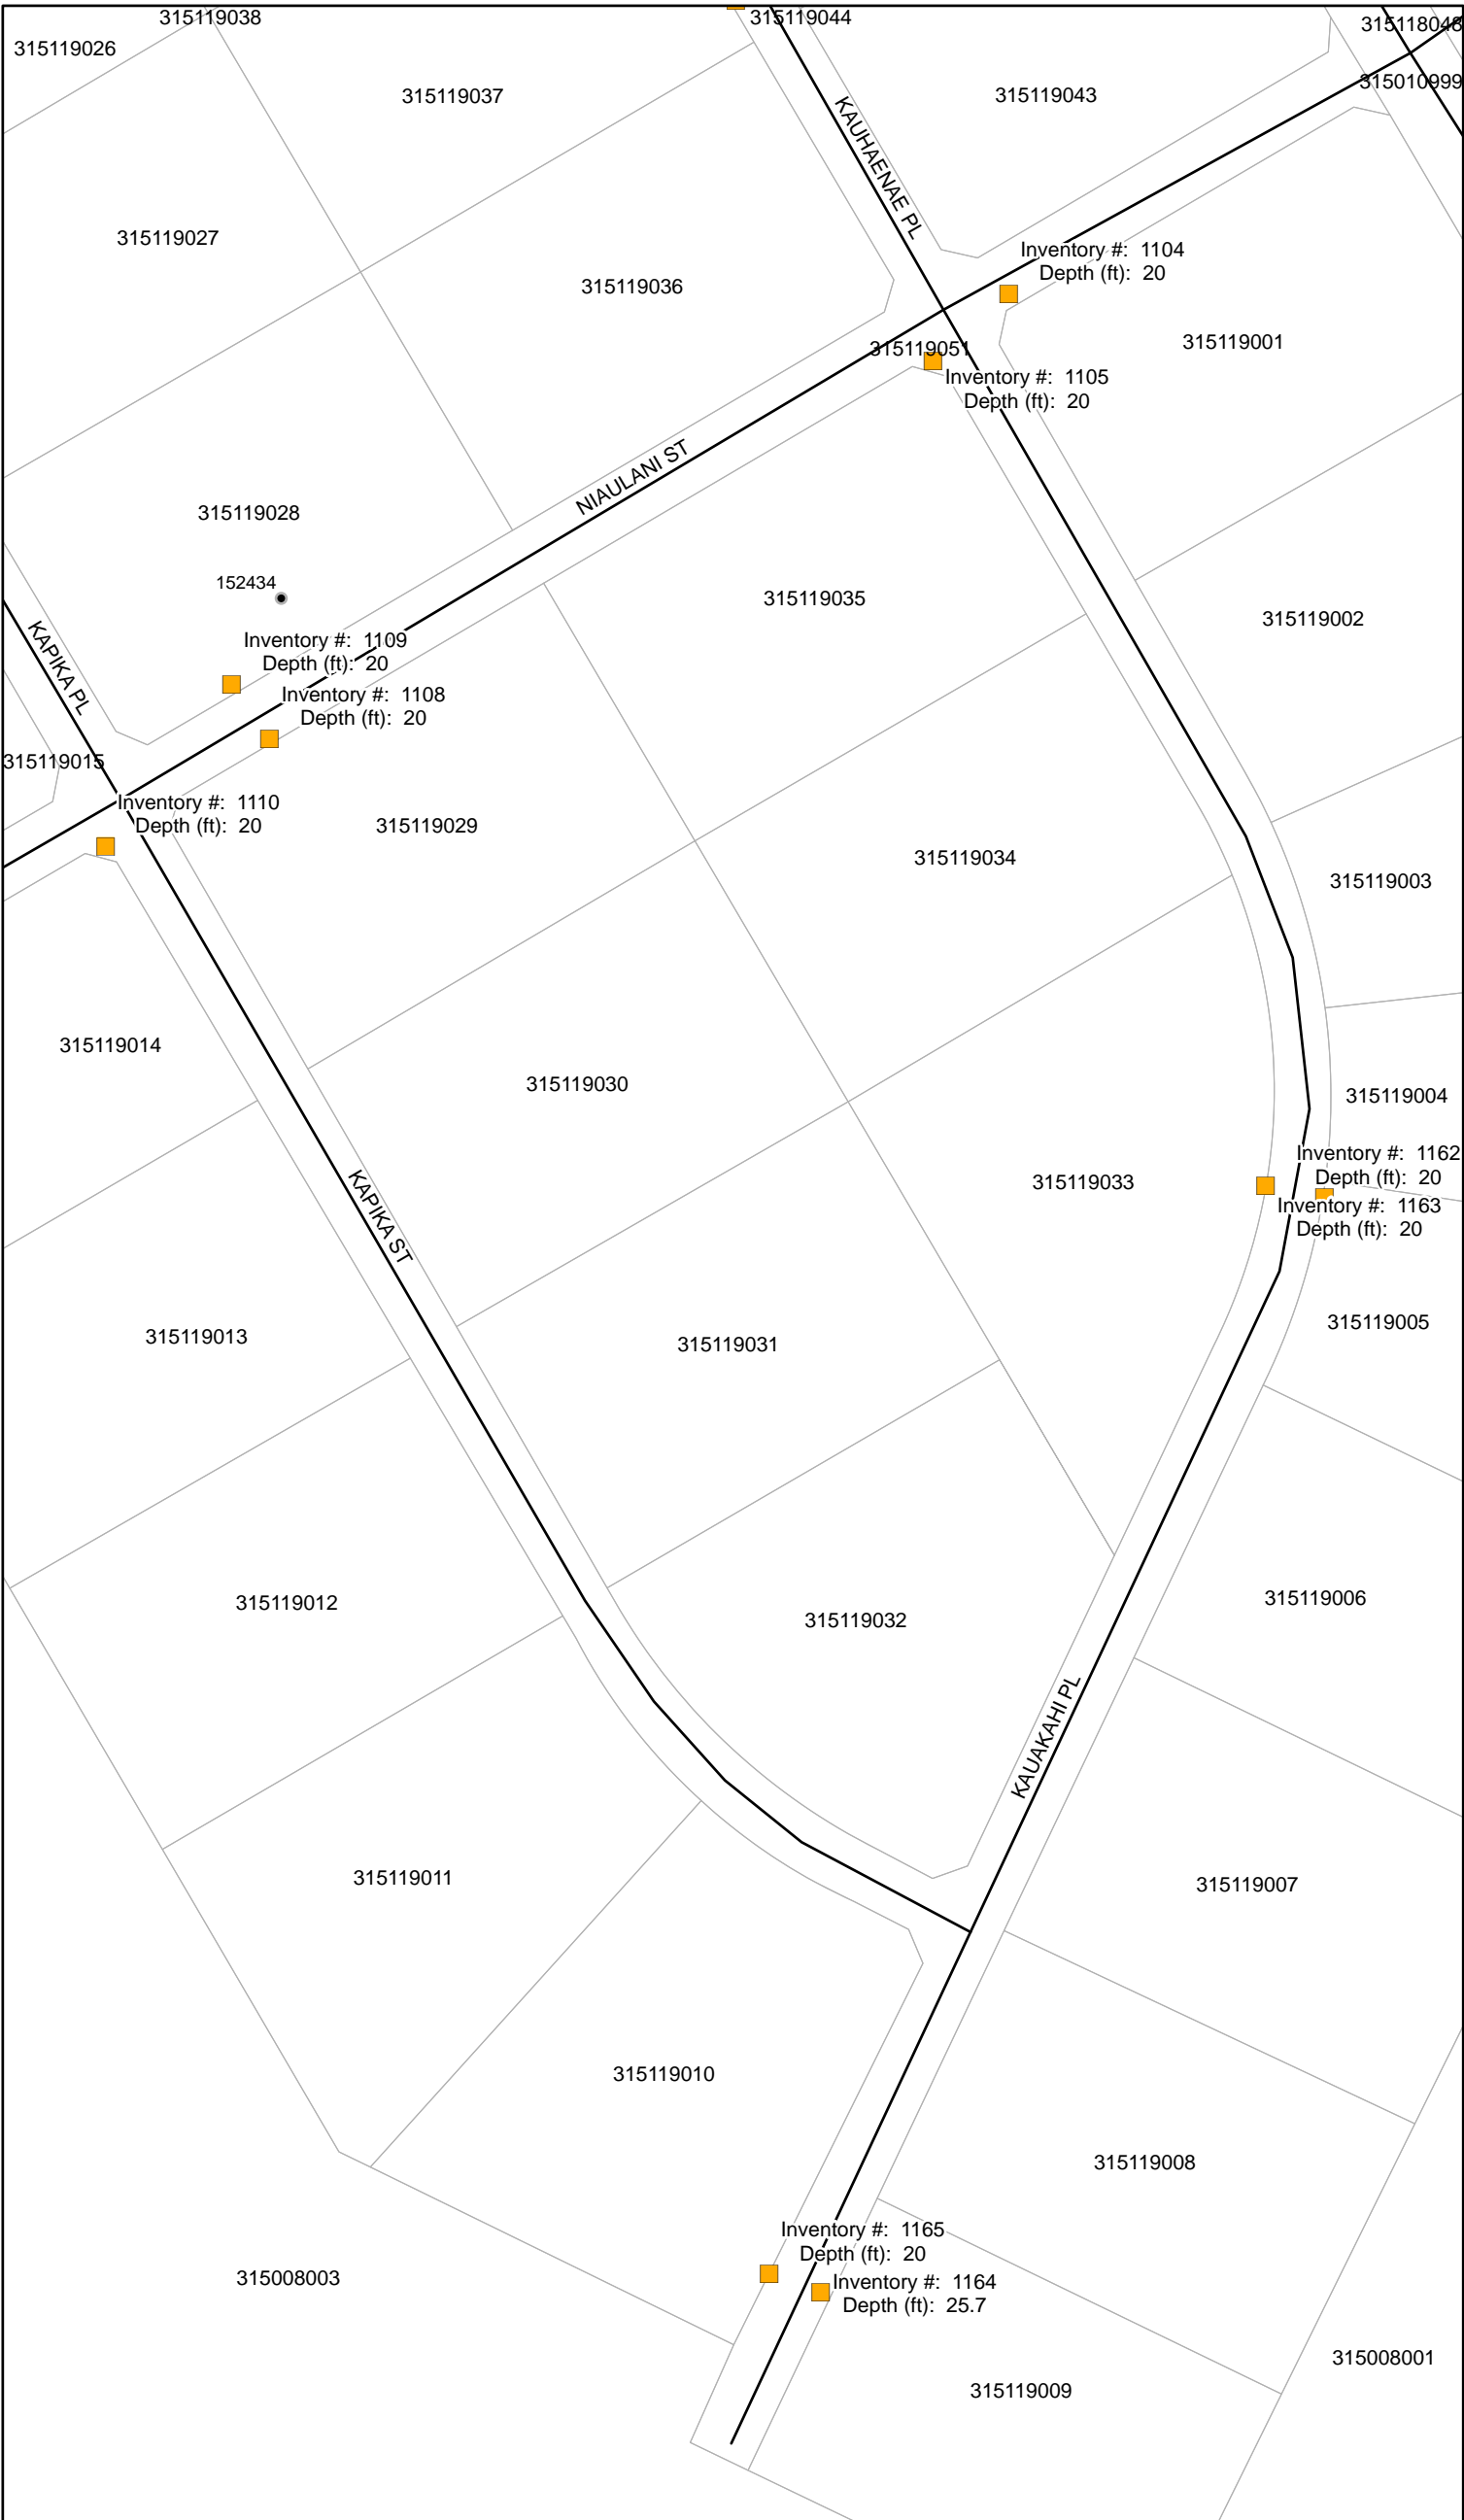 315119038
315119044
315118048
315119026
315010999
315119037
315119043
KAUHAENAE PL
315119027
Inventory #: 1104
Depth (ft): 20
315119036
315119001
315119051
Inventory #: 1105
Depth (ft): 20
NIAULANI ST
315119028
152434
315119035
315119002
KAPIKA PL
Inventory #: 1109
Depth (ft): 20
Inventory #: 1108
Depth (ft): 20
315119015
Inventory #: 1110
Depth (ft): 20
315119029
315119034
315119003
315119014
315119030
315119004
315119033
Inventory #: 1162
Depth (ft): 20
Inventory #: 1163
Depth (ft): 20
KAPIKA ST
315119013
315119031
315119005
315119012
315119032
315119006
KAUAKAHI PL
315119011
315119007
315119010
315119008
Inventory #: 1165
Depth (ft): 20
Inventory #: 1164
Depth (ft): 25.7
315008003
315008001
315119009